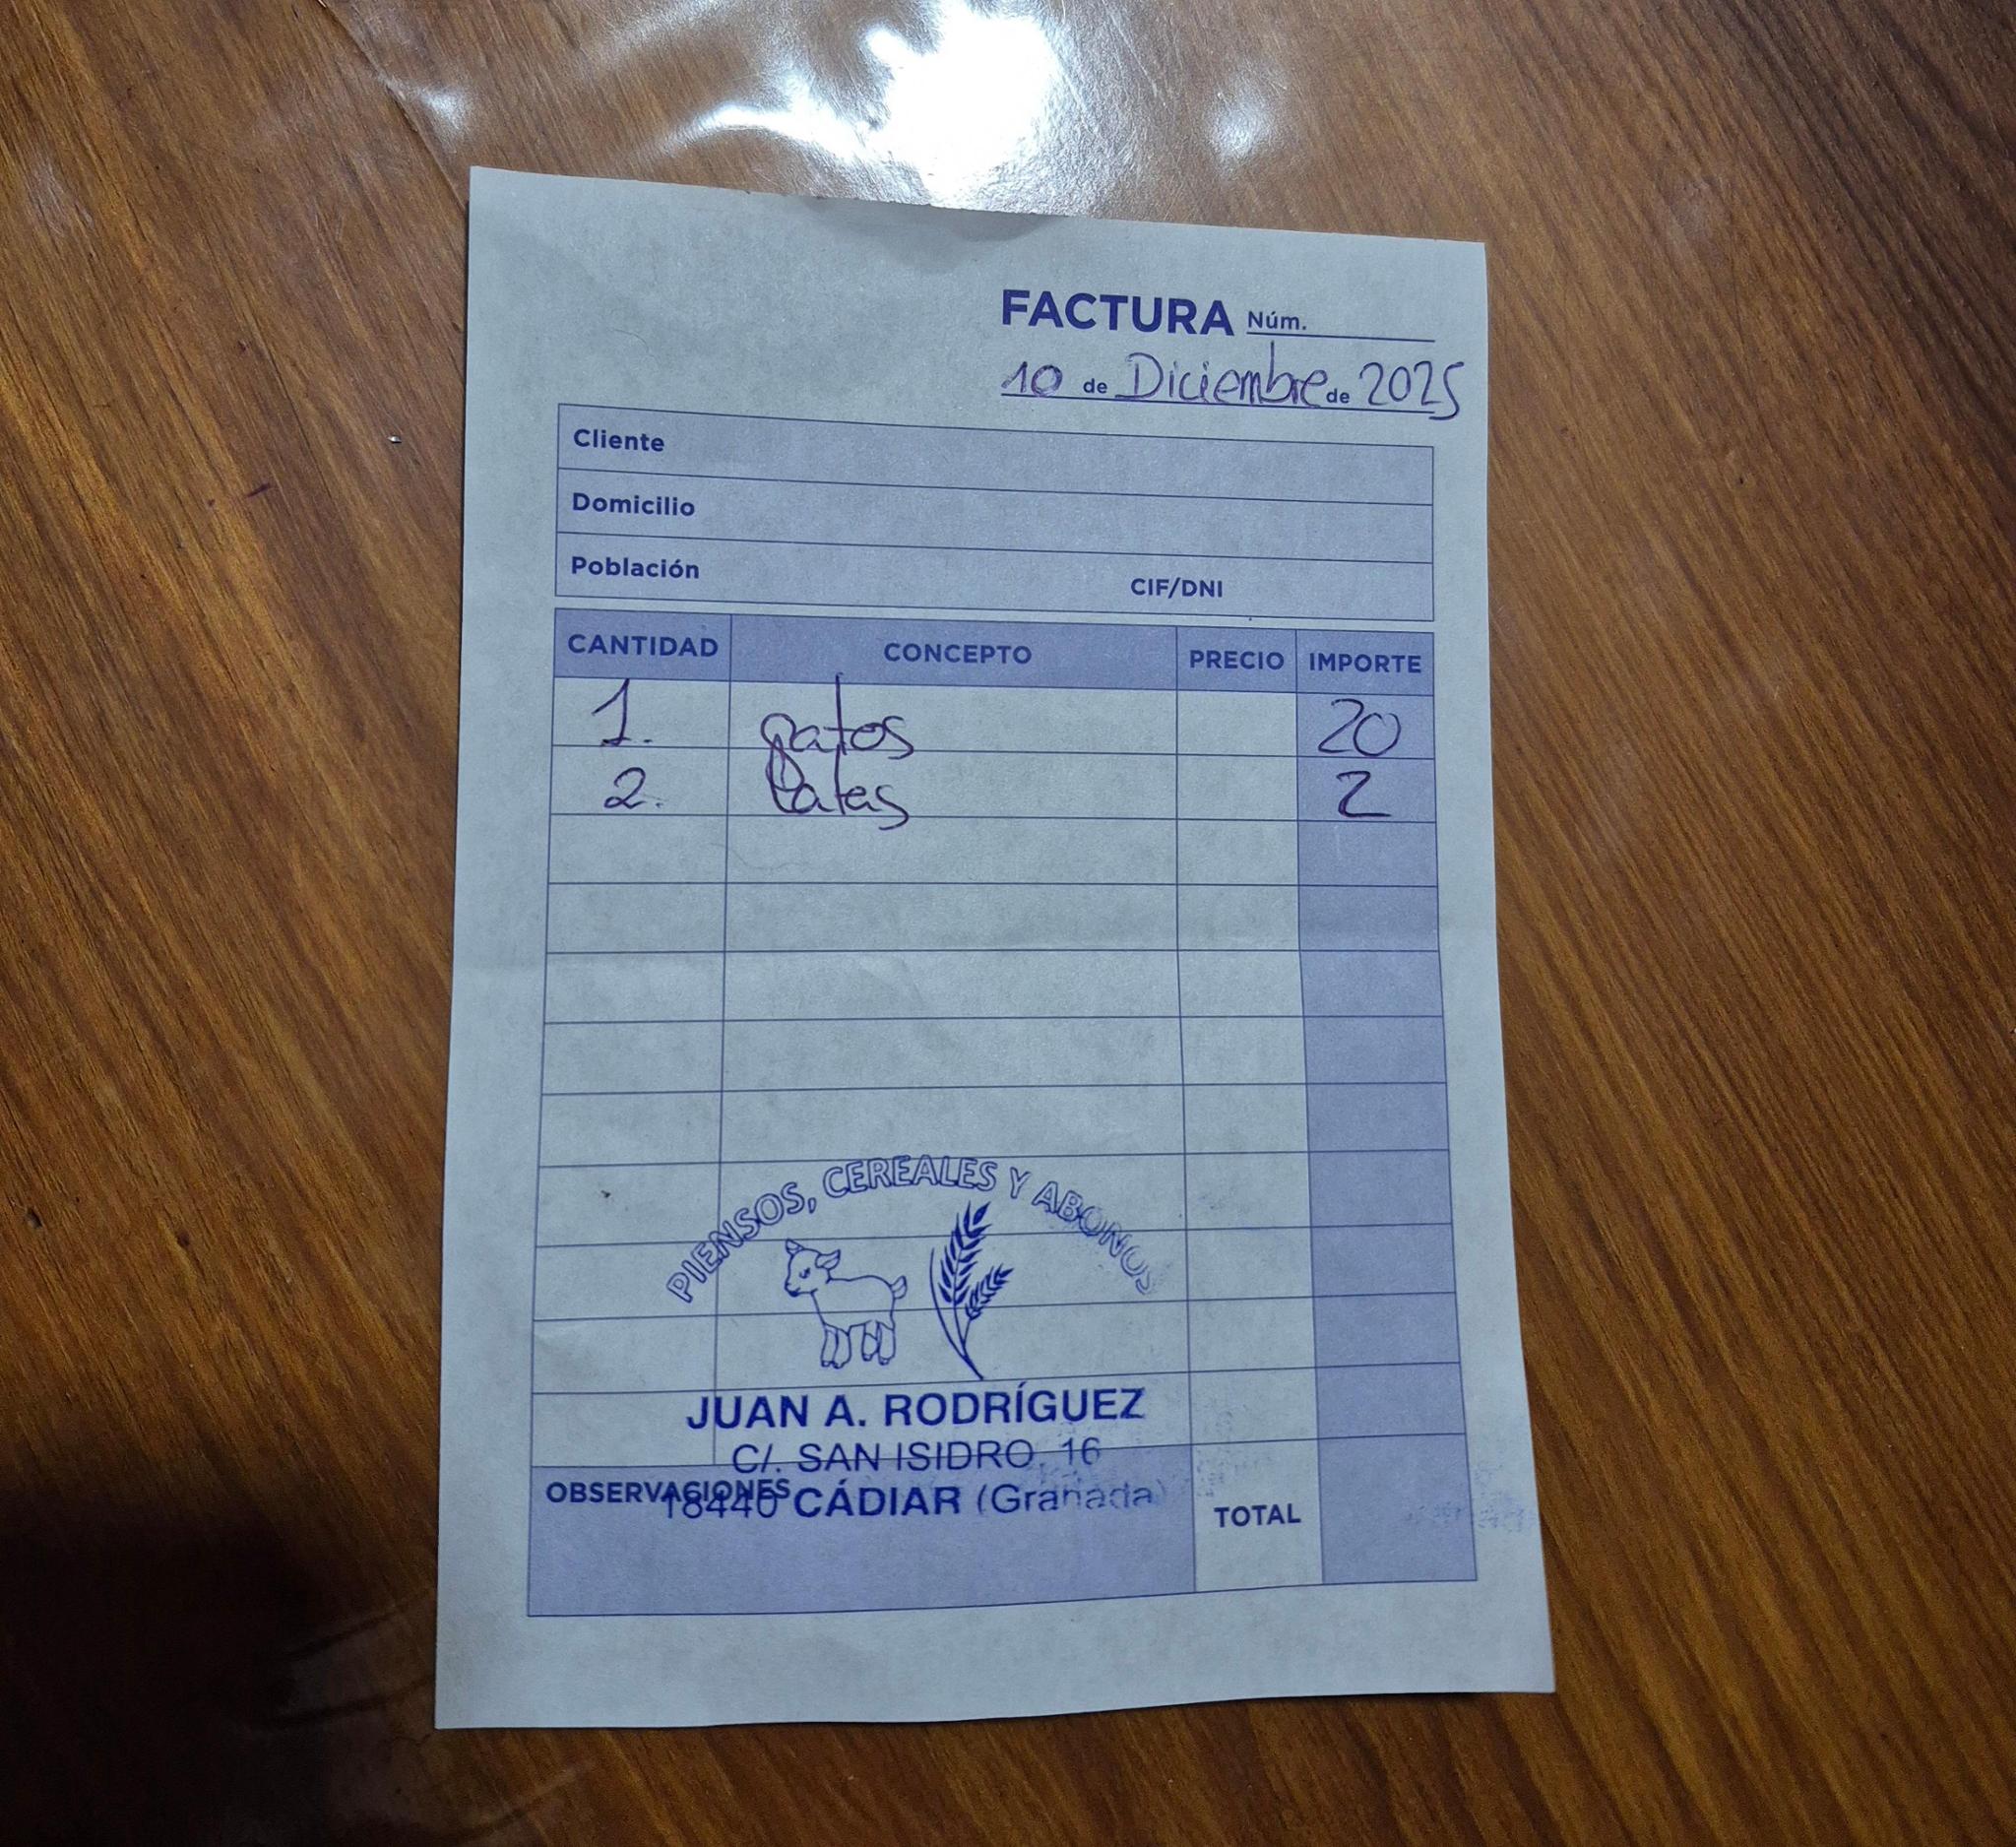 FACTURA Núm.
10 de Diciembre de 2025
Cliente
Domicilio
Población CIF/DNI
CANTIDAD CONCEPTO PRECIO IMPORTE
1. gatos 20
2. latas 2
PIENSOS, CEREALES Y ABONOS
JUAN A. RODRÍGUEZ
C/. SAN ISIDRO, 16
OBSERVACIONES
18440 CÁDIAR (Granada)
TOTAL